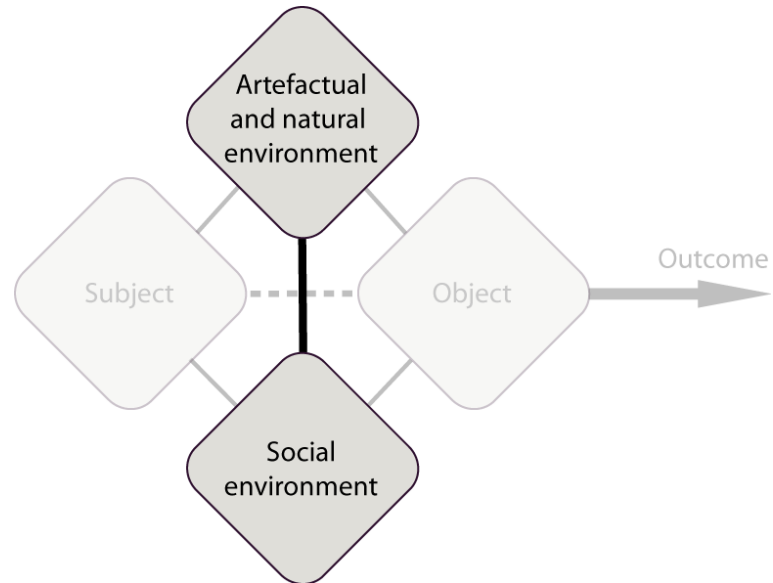 Artefactual
and natural
environment
Subject
Object
Outcome
Social
environment